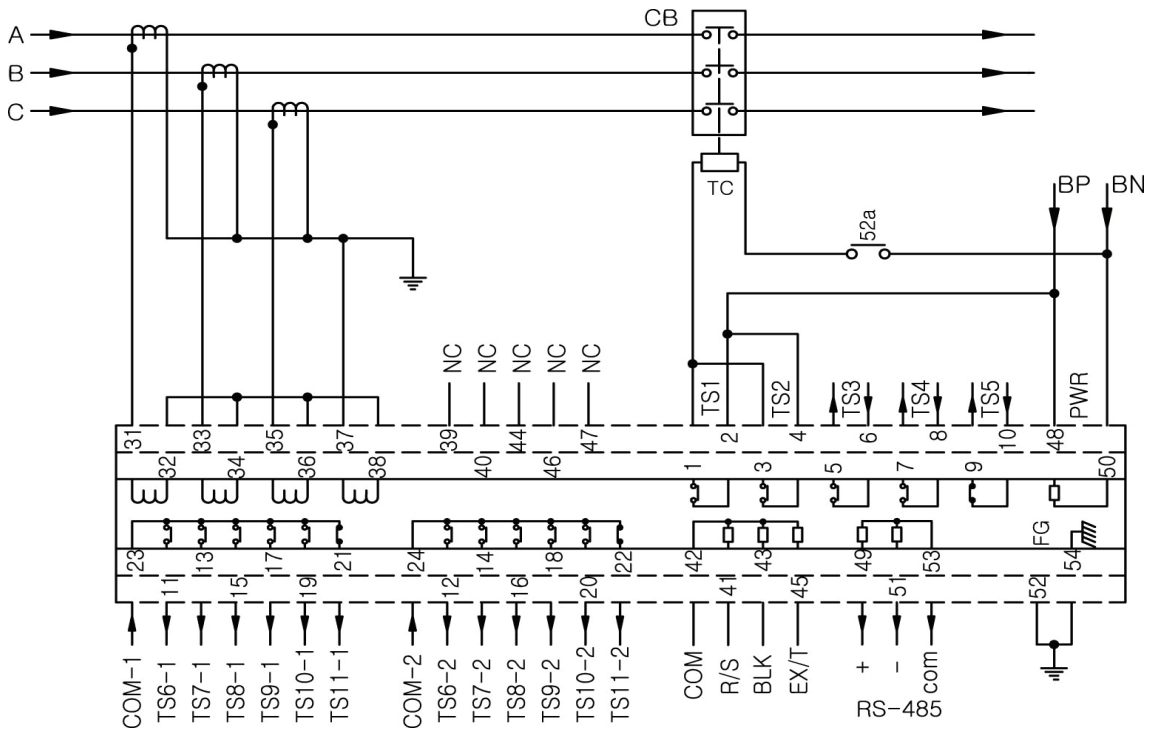 A
B
C
CB
TC
52a
BP
BN
NC
NC
NC
NC
NC
TS1
TS2
TS3
TS4
TS5
PWR
31
33
35
37
39
44
47
2
4
6
8
10
48
32
34
36
38
40
46
1
3
5
7
9
50
FG
23
13
17
21
24
14
18
22
42
43
49
53
54
11
15
19
12
16
20
41
45
51
52
COM-1
TS6-1
TS7-1
TS8-1
TS9-1
TS10-1
TS11-1
COM-2
TS6-2
TS7-2
TS8-2
TS9-2
TS10-2
TS11-2
COM
R/S
BLK
EX/T
+
-
com
RS-485